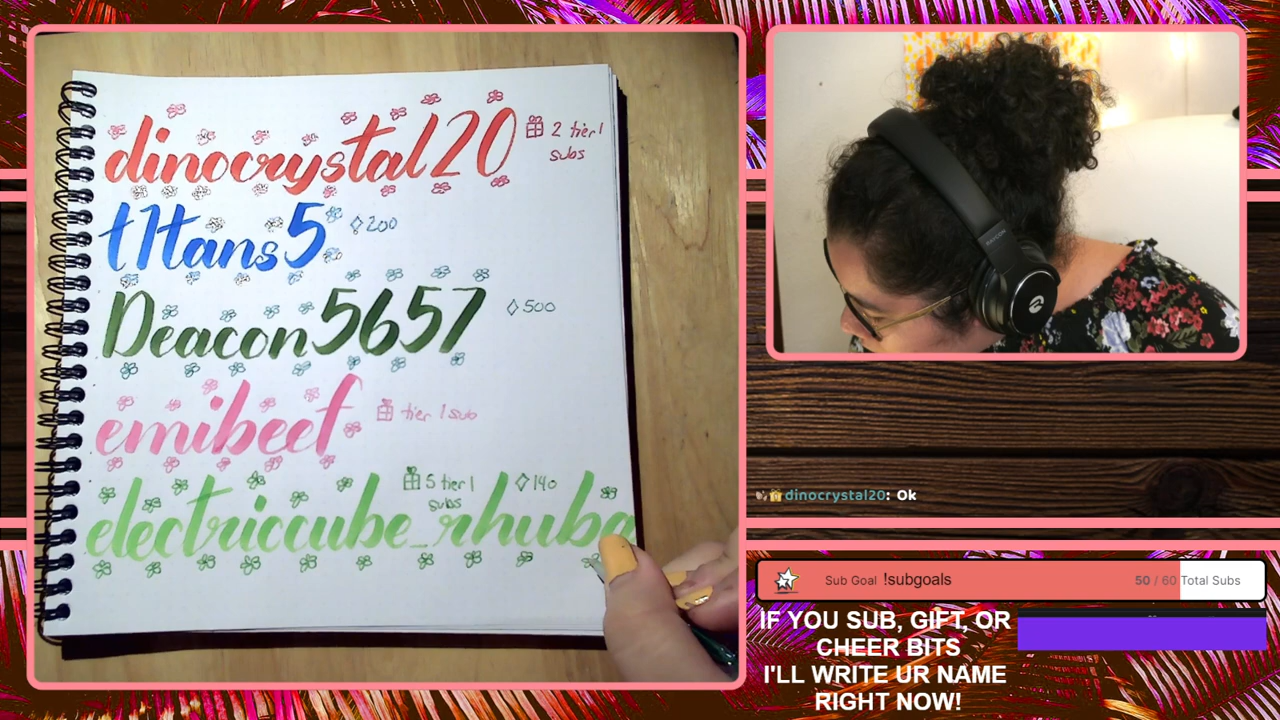 dinocrystal20 2 tier 1
subs
t1tans5 200
Deacon5657 500
emibeef tier 1 sub
5 tier 1 140
subs
electriccube_rhuba
dinocrystal20: Ok
Sub Goal !subgoals 50 / 60 Total Subs
IF YOU SUB, GIFT, OR
CHEER BITS
I'LL WRITE UR NAME
RIGHT NOW!